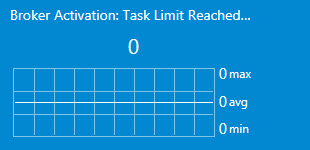 Broker Activation: Task Limit Reached...
0
0 max
0 avg
0 min